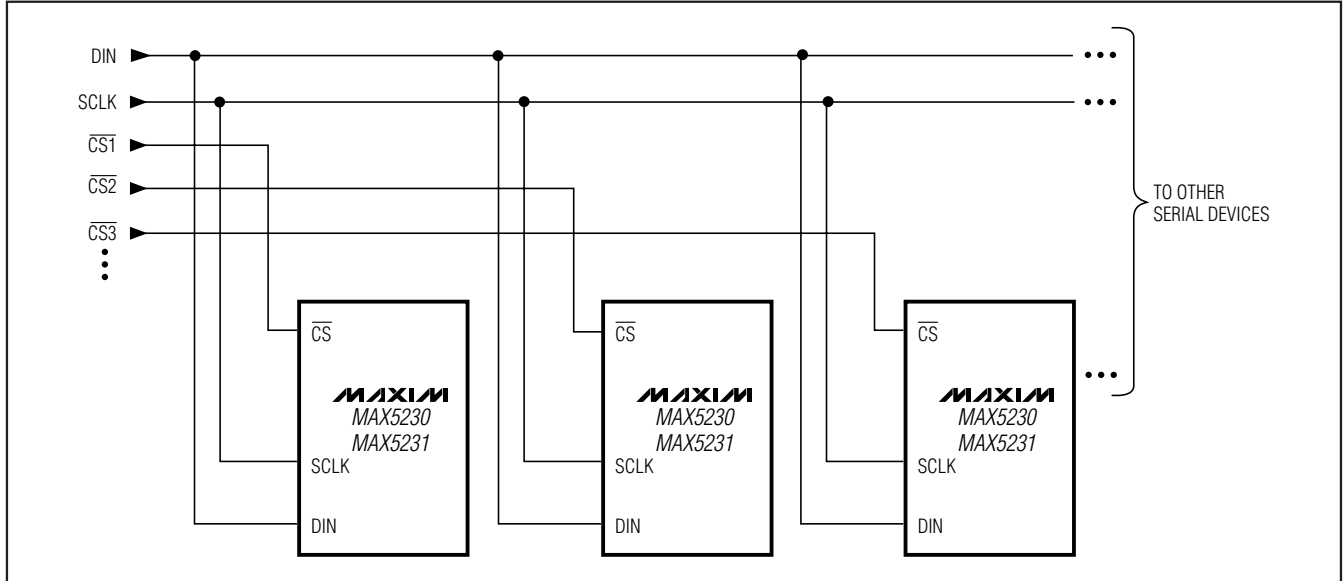 DIN
SCLK
CS1
CS2
CS3
TO OTHER
SERIAL DEVICES
CS
MAXIM
MAX5230
MAX5231
SCLK
DIN
CS
MAXIM
MAX5230
MAX5231
SCLK
DIN
CS
MAXIM
MAX5230
MAX5231
SCLK
DIN